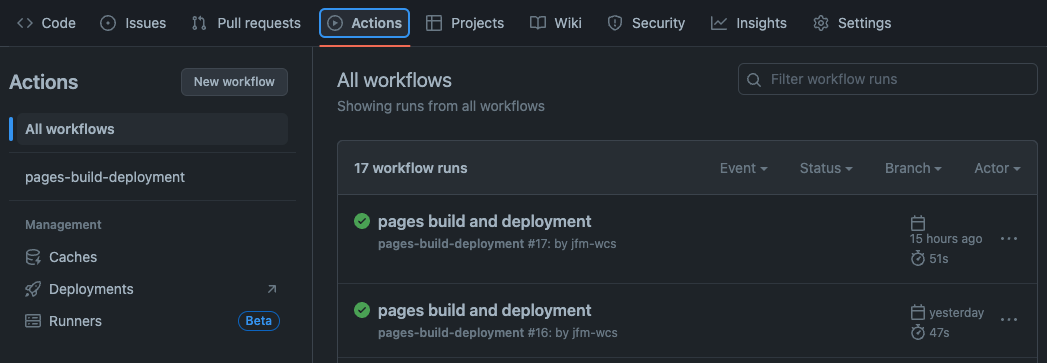 Code Issues Pull requests Actions Projects Wiki Security Insights Settings
Actions
New workflow
All workflows
pages-build-deployment
Management
Caches
Deployments
Runners Beta
All workflows
Showing runs from all workflows
Filter workflow runs
17 workflow runs Event Status Branch Actor
pages build and deployment
pages-build-deployment #17: by jfm-wcs
15 hours ago
51s
pages build and deployment
pages-build-deployment #16: by jfm-wcs
yesterday
47s